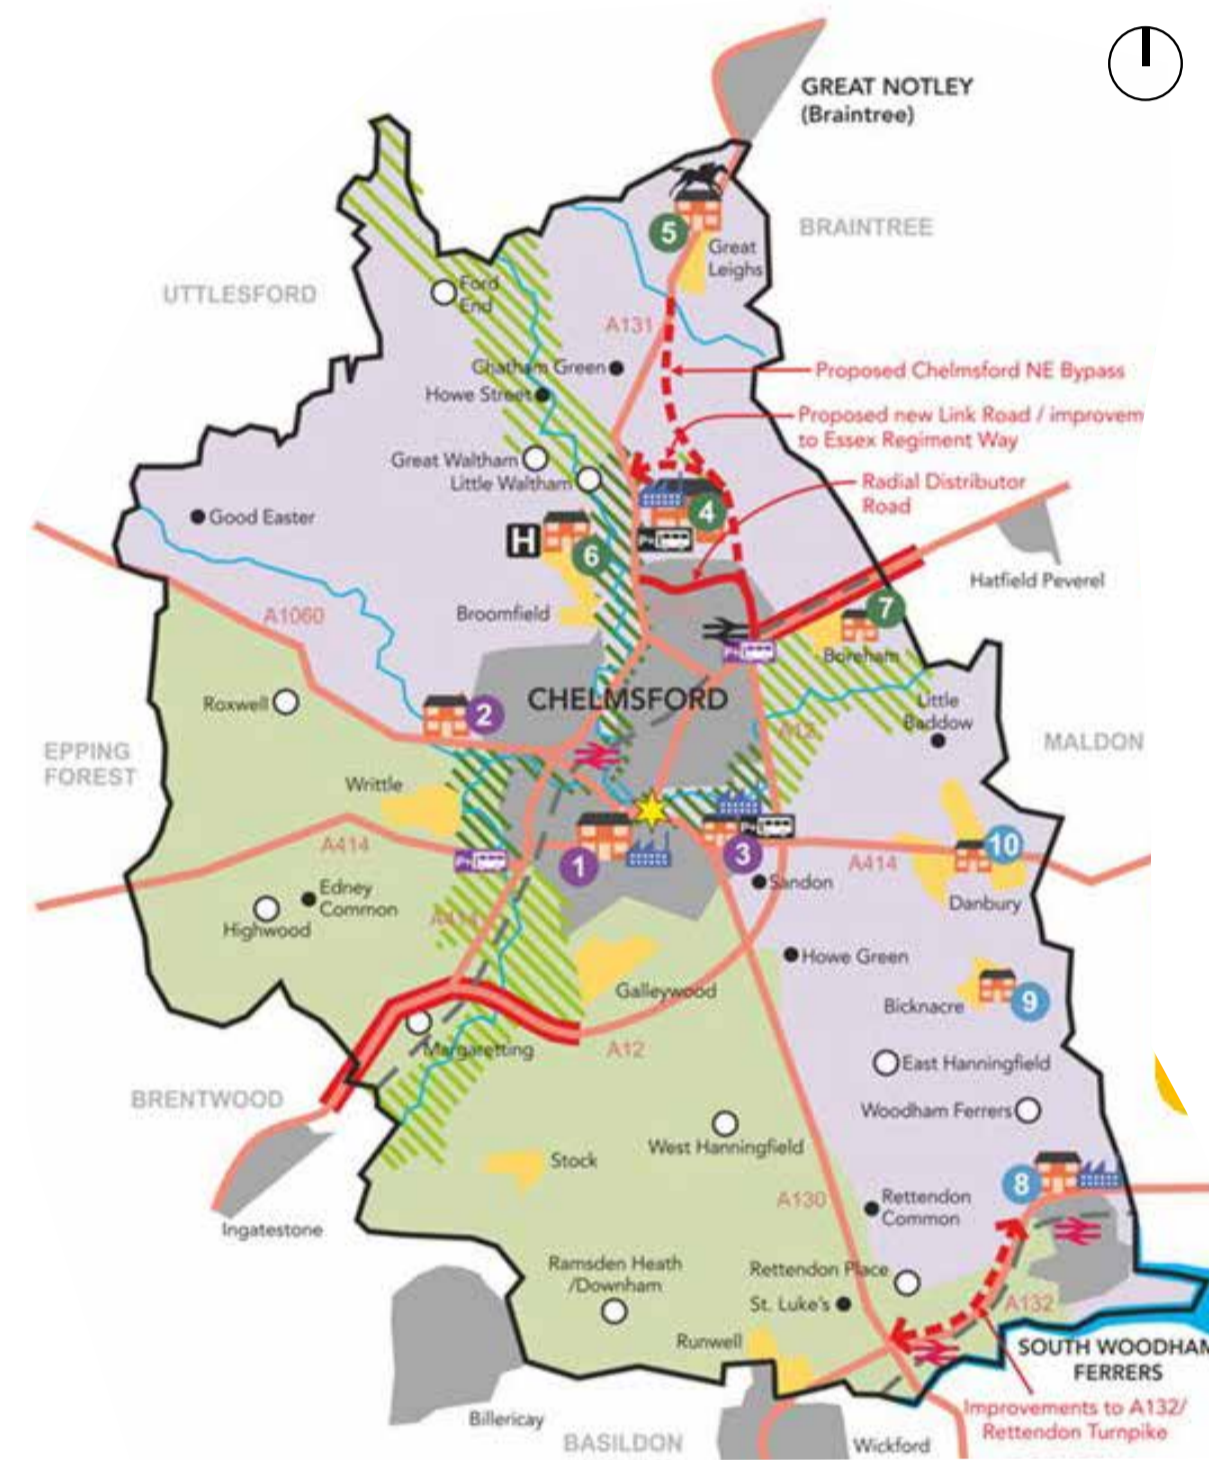 GREAT NOTLEY
(Braintree)
BRAINTREE
5
Great
Leighs
UTTLESFORD
Ford
End
A131
Chatham Green
Howe Street
Proposed Chelmsford NE Bypass
Proposed new Link Road / improvem
to Essex Regiment Way
Great Waltham
Little Waltham
Radial Distributor
Road
Good Easter
4
H
6
P+
Hatfield Peverel
A1060
Broomfield
7
Boreham
P+
Roxwell
2
CHELMSFORD
Little
Baddow
A12
EPPING
FOREST
MALDON
Writtle
A414
P+
1
3
P+
10
A414
Sandon
Danbury
Edney
Common
Highwood
A414
Howe Green
Galleywood
Bicknacre
9
Margaretting
A12
East Hanningfield
BRENTWOOD
Woodham Ferrers
West Hanningfield
Stock
8
A130
Rettendon
Common
Ingatestone
Ramsden Heath
/Downham
Rettendon Place
St. Luke's
A132
Runwell
SOUTH WOODHAM
FERRERS
Improvements to A132/
Rettendon Turnpike
Billericay
BASILDON
Wickford